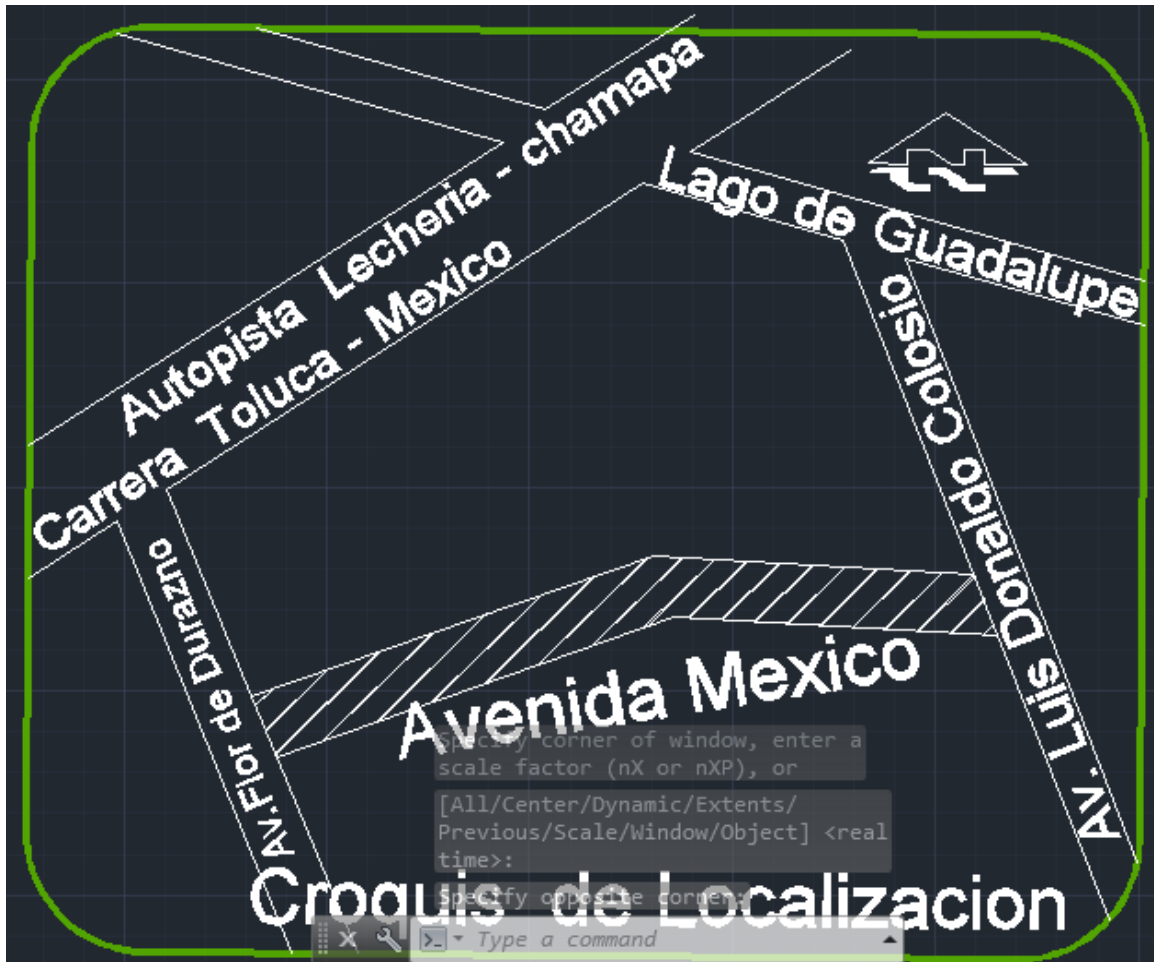 Autopista Lecheria - chamapa
N
Lago de Guadalupe
Carrera Toluca - Mexico
Av. Luis Donaldo Colosio
Av.Flor de Durazno
Avenida Mexico
Specify corner of window, enter a
scale factor (nX or nXP), or
[All/Center/Dynamic/Extents/
Previous/Scale/Window/Object] <real
time>:
Croquis de Localizacion
Specify opposite corner:
Type a command